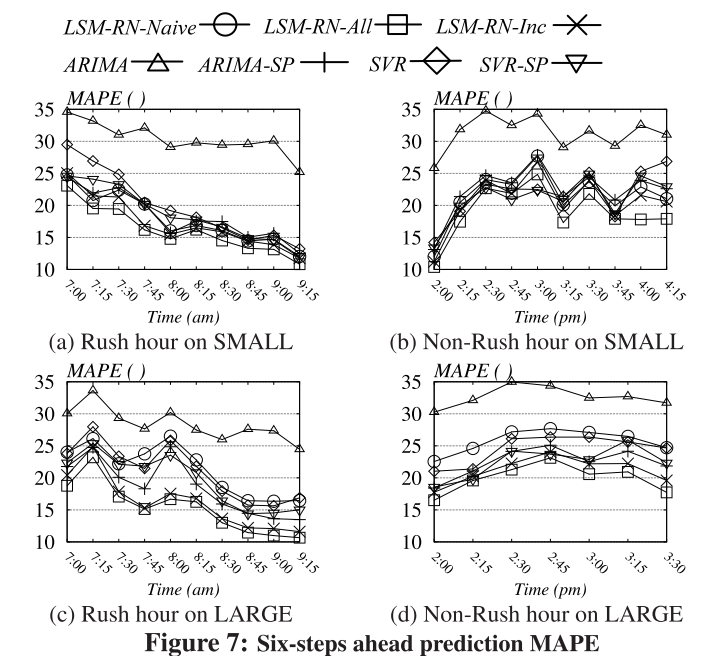 LSM-RN-Naive LSM-RN-All LSM-RN-Inc
ARIMA ARIMA-SP SVR SVR-SP
MAPE ( )
35
30
25
20
15
10
7:00 7:15 7:30 7:45 8:00 8:15 8:30 8:45 9:00 9:15
Time (am)
(a) Rush hour on SMALL
MAPE ( )
35
30
25
20
15
10
2:00 2:15 2:30 2:45 3:00 3:15 3:30 3:45 4:00 4:15
Time (pm)
(b) Non-Rush hour on SMALL
MAPE ( )
35
30
25
20
15
10
7:00 7:15 7:30 7:45 8:00 8:15 8:30 8:45 9:00 9:15
Time (am)
(c) Rush hour on LARGE
MAPE ( )
35
30
25
20
15
10
2:00 2:15 2:30 2:45 3:00 3:15 3:30
Time (pm)
(d) Non-Rush hour on LARGE
Figure 7: Six-steps ahead prediction MAPE